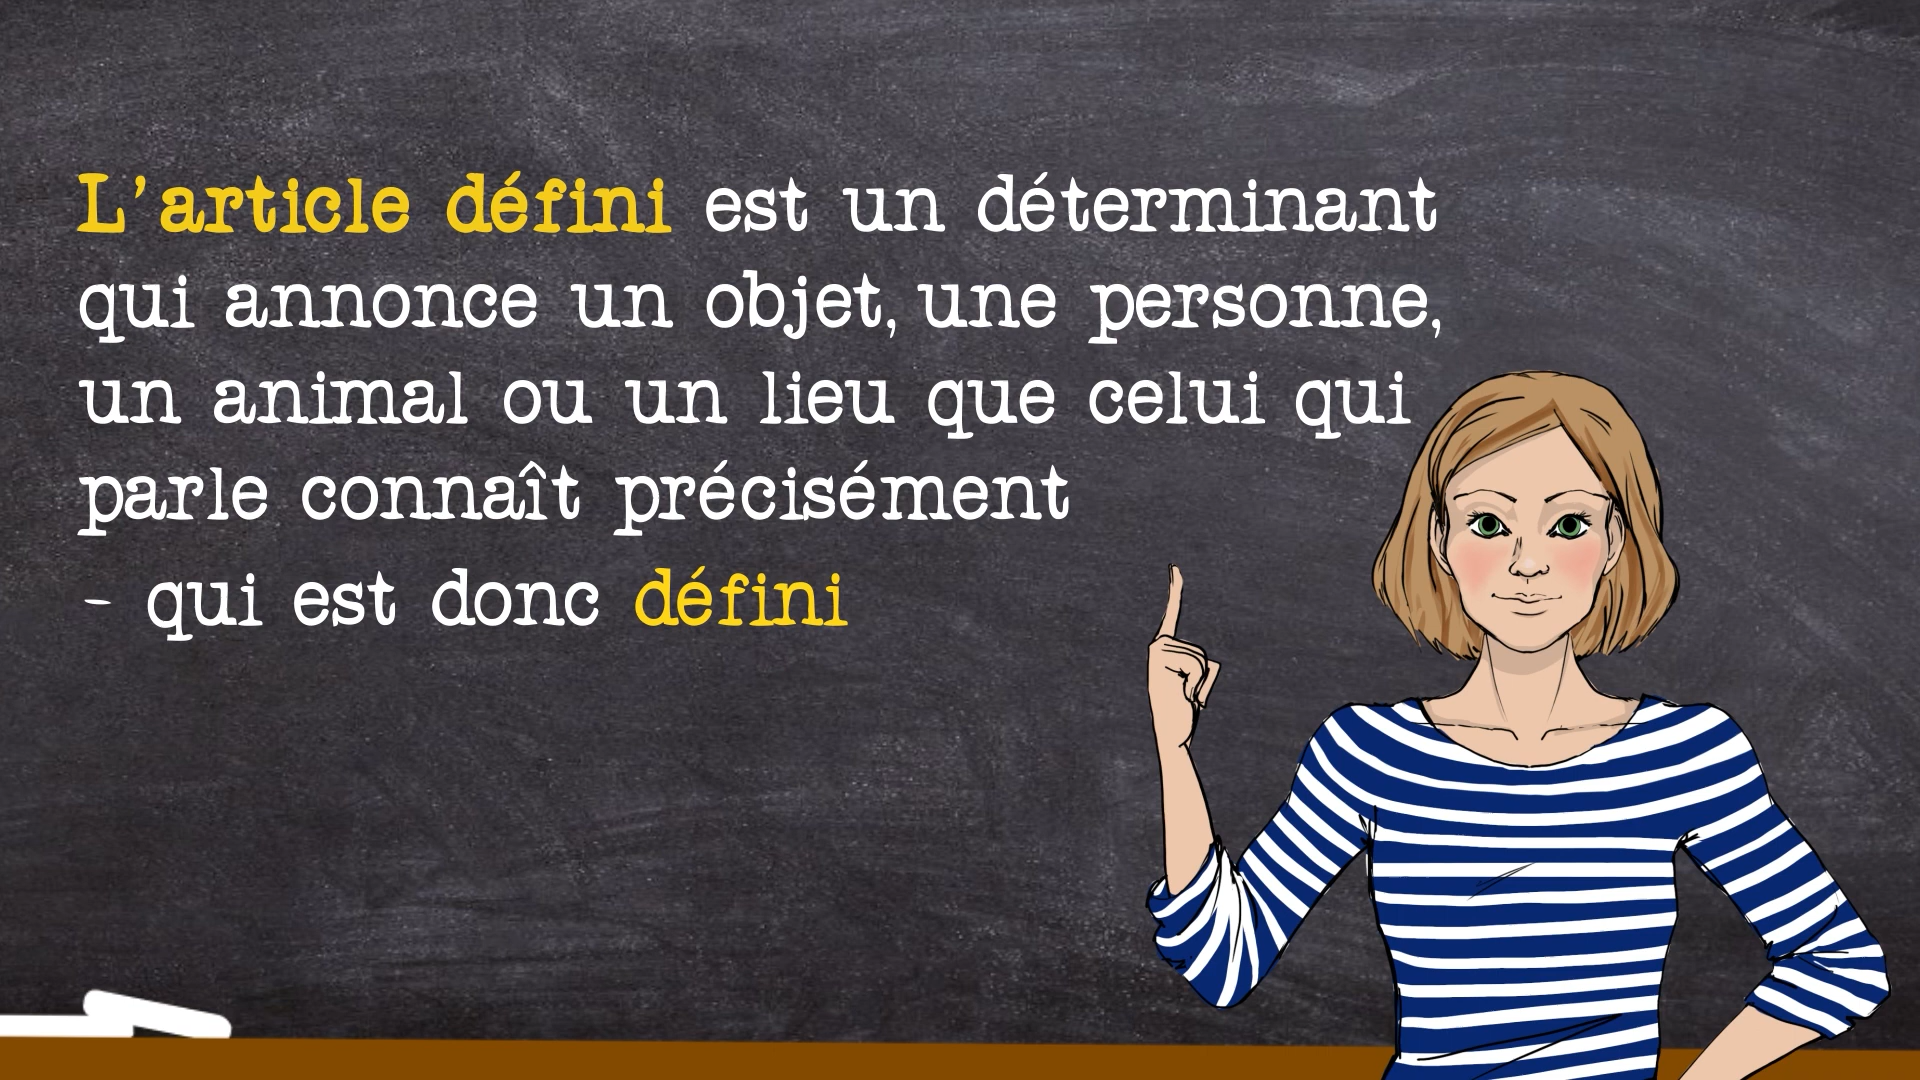 L'article défini est un déterminant
qui annonce un objet, une personne,
un animal ou un lieu que celui qui
parle connaît précisément
- qui est donc défini